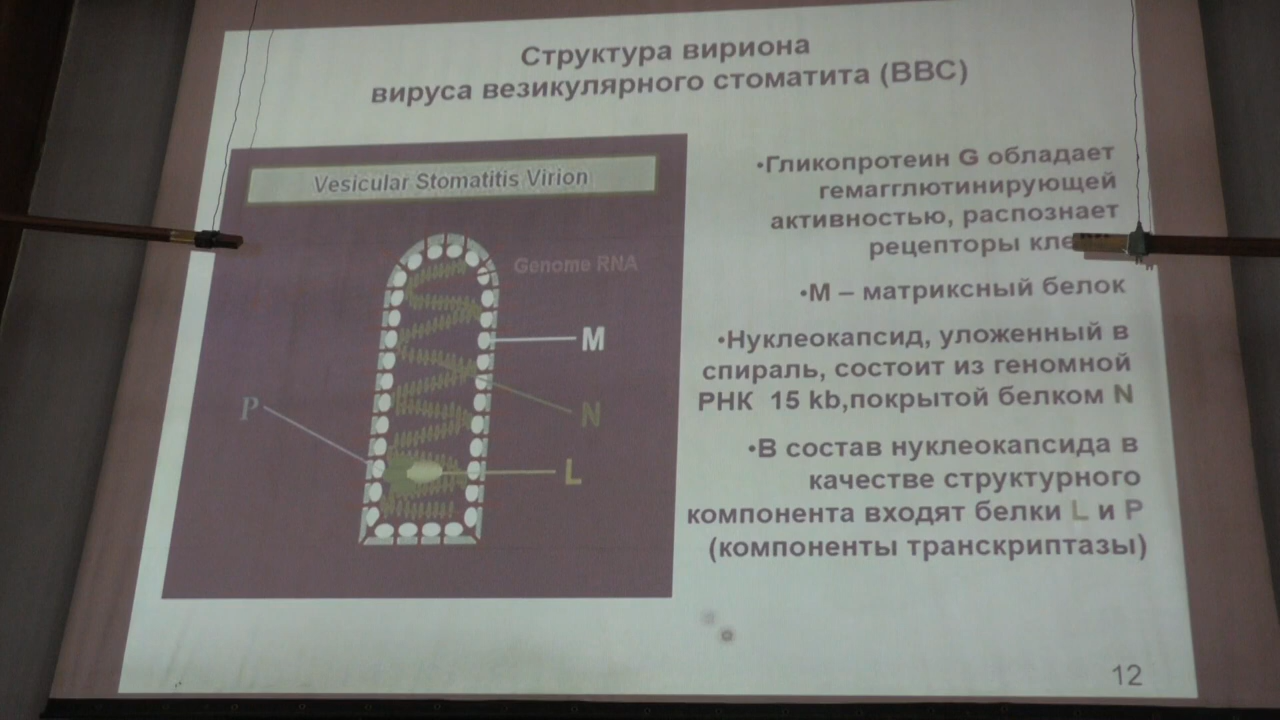 Структура вириона
вируса везикулярного стоматита (ВВС)
Vesicular Stomatitis Virion
Genome RNA
M
P
N
L
•Гликопротеин G обладает
гемагглютинирующей
активностью, распознает
рецепторы
•М – матриксный белок
•Нуклеокапсид, уложенный в
спираль, состоит из геномной
РНК 15 kb,покрытой белком N
•В состав нуклеокапсида в
качестве структурного
компонента входят белки L и P
(компоненты транскриптазы)
12